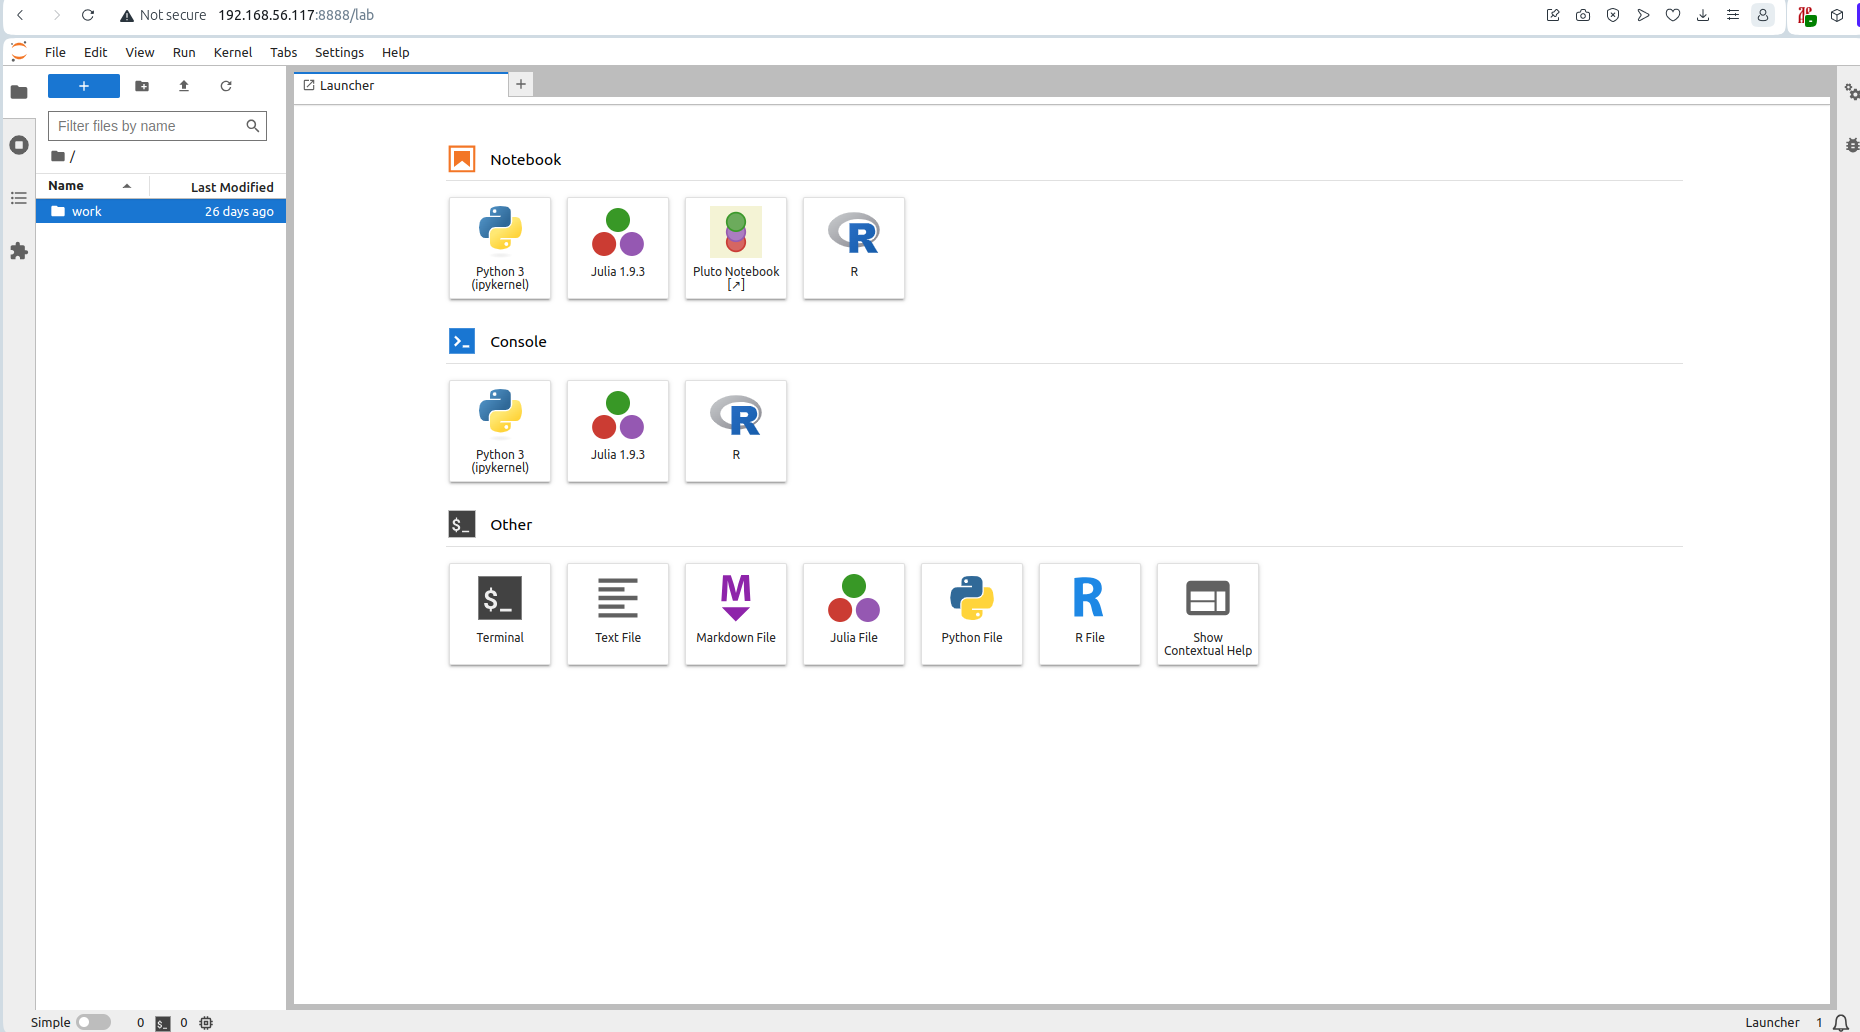 Not secure 192.168.56.117:8888/lab
File Edit View Run Kernel Tabs Settings Help
+
Filter files by name
/
Name Last Modified
work 26 days ago
Launcher +
Notebook
Python 3
(ipykernel)
Julia 1.9.3
Pluto Notebook
[↗]
R
Console
Python 3
(ipykernel)
Julia 1.9.3
R
$_ Other
$_
Terminal
Text File
M
Markdown File
Julia File
Python File
R
R File
Show
Contextual Help
Simple 0 $_ 0 Launcher 1